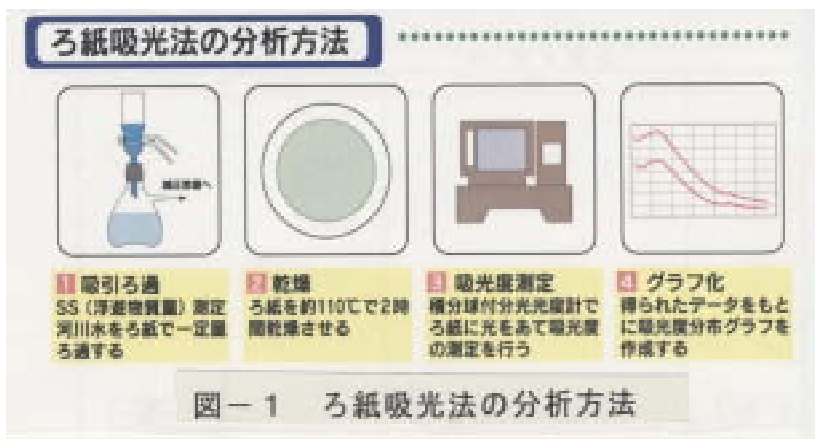 ろ紙吸光法の分析方法
減圧装置へ
1 吸引ろ過
SS（浮遊物質量）測定
河川水をろ紙で一定量
ろ過する
2 乾燥
ろ紙を約110℃で2時
間乾燥させる
3 吸光度測定
積分球付分光光度計で
ろ紙に光をあて吸光度
の測定を行う
4 グラフ化
得られたデータをもと
に吸光度分布グラフを
作成する
図－1 ろ紙吸光法の分析方法